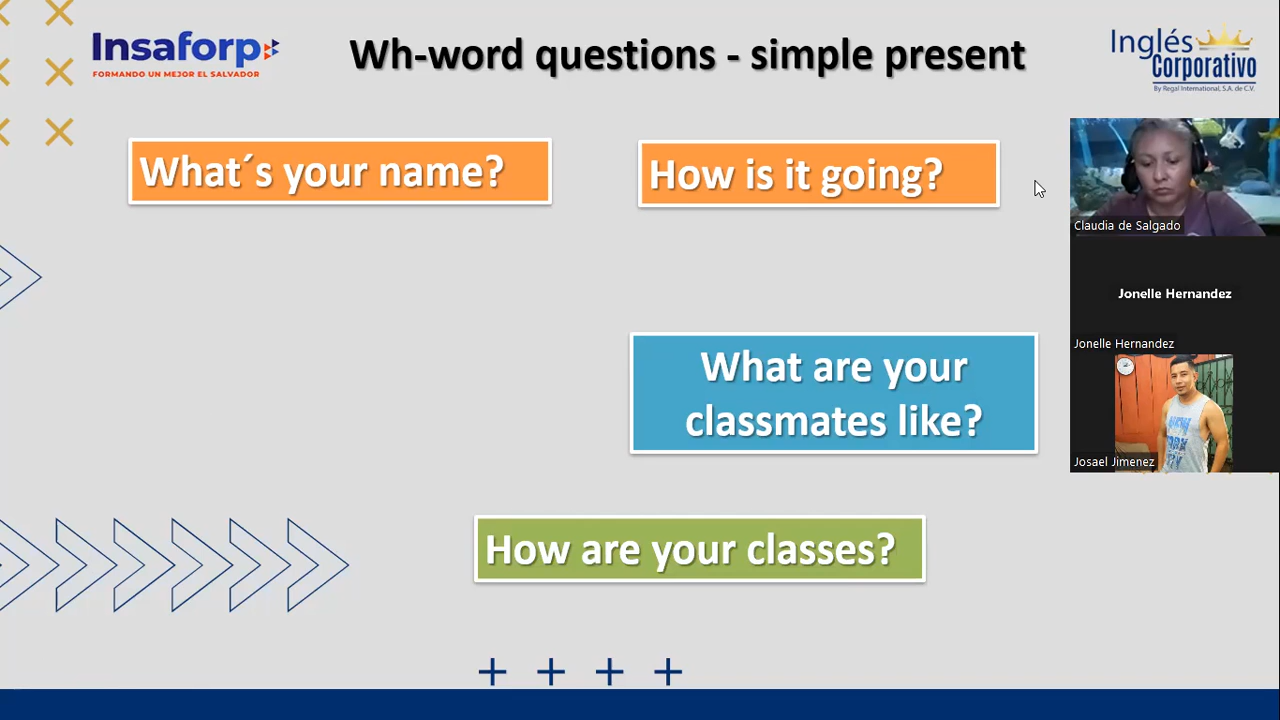 Insaforp
FORMANDO UN MEJOR EL SALVADOR
Wh-word questions - simple present
Inglés
Corporativo
By Regal International, S.A. de C.V.
What´s your name?
How is it going?
Claudia de Salgado
Jonelle Hernandez
Jonelle Hernandez
What are your
classmates like?
Josael Jimenez
How are your classes?